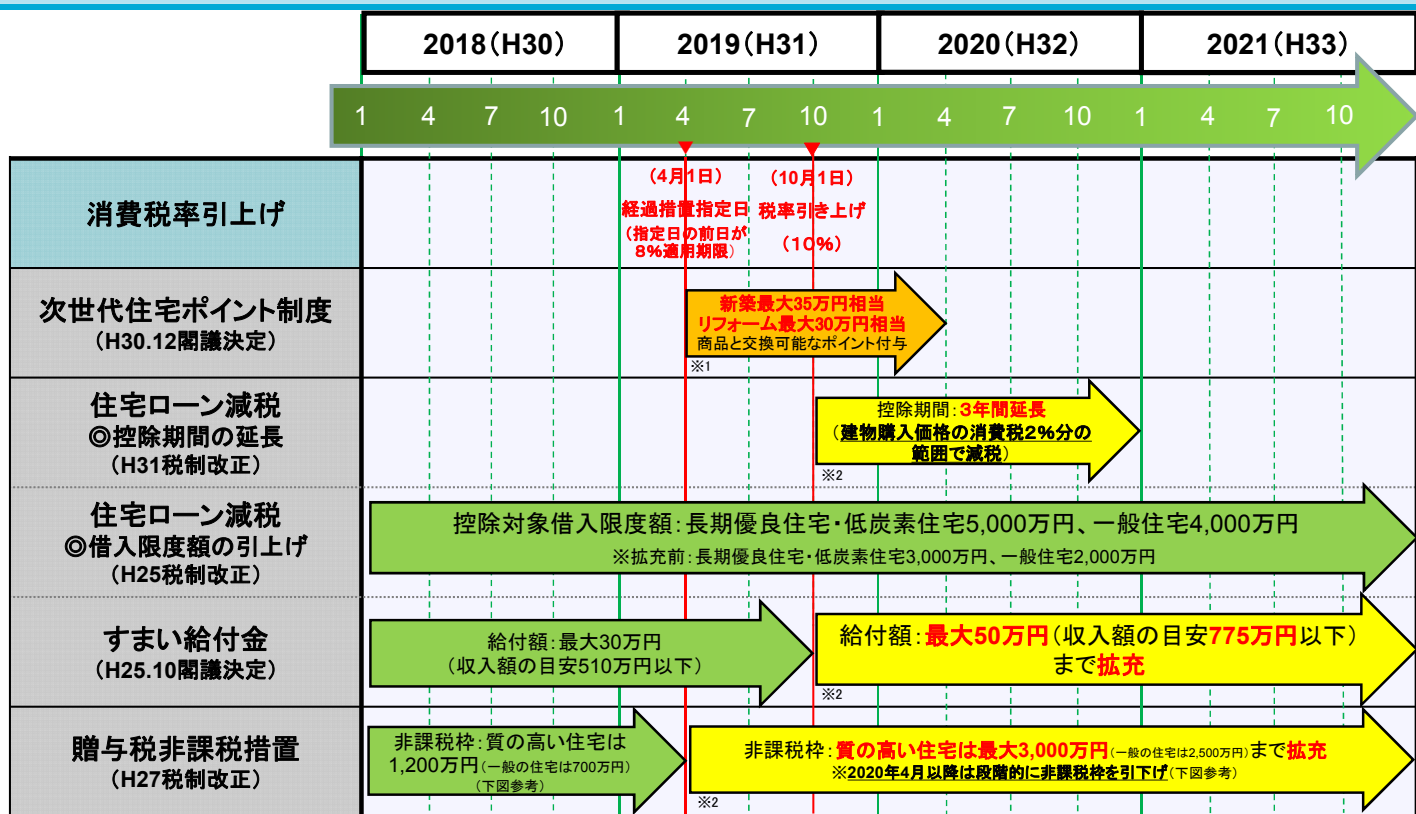 2018（H30）
2019（H31）
2020（H32）
2021（H33）
1 4 7 10 1 4 7 10 1 4 7 10 1 4 7 10
消費税率引上げ
（4月1日）
経過措置指定日
（指定日の前日が
8%適用期限）
（10月1日）
税率引き上げ
（10%）
次世代住宅ポイント制度
（H30.12閣議決定）
新築最大35万円相当
リフォーム最大30万円相当
商品と交換可能なポイント付与
※1
住宅ローン減税
◎控除期間の延長
（H31税制改正）
控除期間：3年間延長
（建物購入価格の消費税2%分の
範囲で減税）
※2
住宅ローン減税
◎借入限度額の引上げ
（H25税制改正）
控除対象借入限度額：長期優良住宅・低炭素住宅5,000万円、一般住宅4,000万円
※拡充前：長期優良住宅・低炭素住宅3,000万円、一般住宅2,000万円
すまい給付金
（H25.10閣議決定）
給付額：最大30万円
（収入額の目安510万円以下）
給付額：最大50万円（収入額の目安775万円以下）
まで拡充
※2
贈与税非課税措置
（H27税制改正）
非課税枠：質の高い住宅は
1,200万円（一般の住宅は700万円）
（下図参考）
非課税枠：質の高い住宅は最大3,000万円（一般の住宅は2,500万円）まで拡充
※2020年4月以降は段階的に非課税枠を引下げ（下図参考）
※2